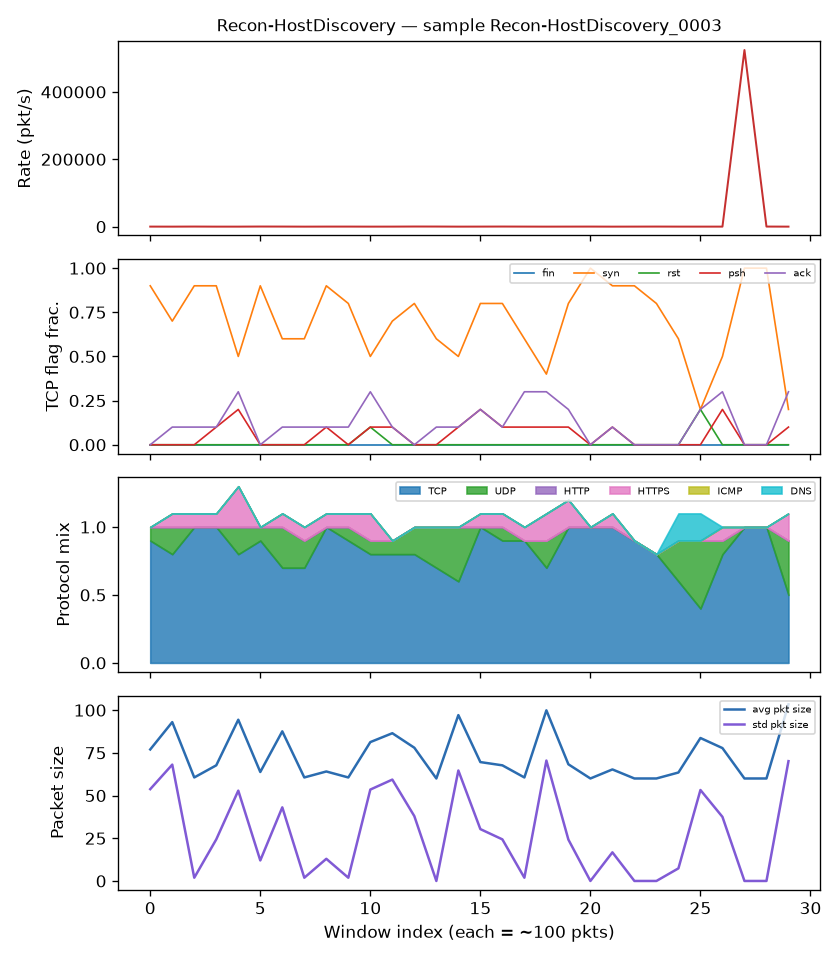 Recon-HostDiscovery — sample Recon-HostDiscovery_0003
Rate (pkt/s)
400000
200000
0
TCP flag frac.
1.00
0.75
0.50
0.25
0.00
fin syn rst psh ack
Protocol mix
1.0
0.5
0.0
TCP UDP HTTP HTTPS ICMP DNS
Packet size
100
75
50
25
0
avg pkt size
std pkt size
0 5 10 15 20 25 30
Window index (each = ~100 pkts)